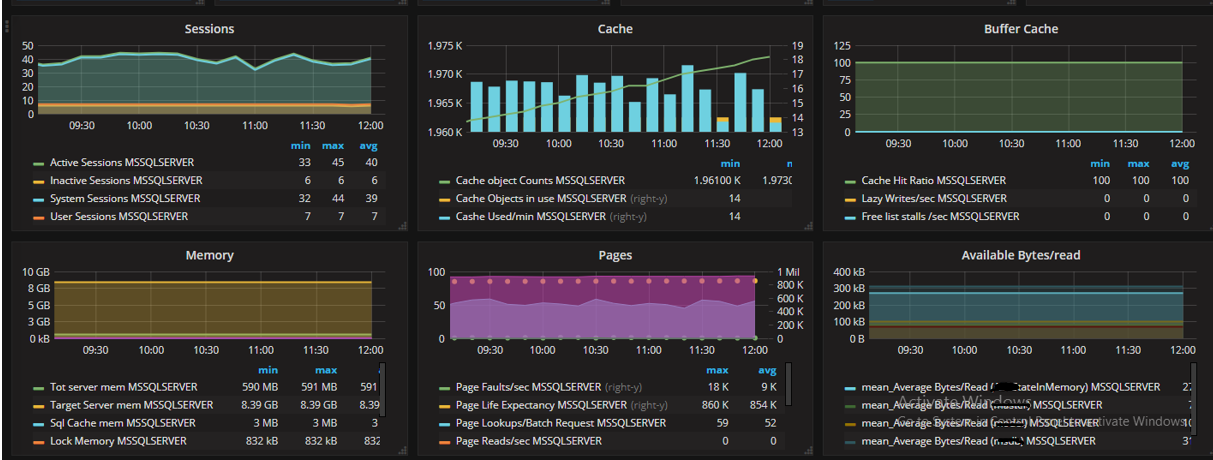 Sessions
50
40
30
20
10
0
09:30 10:00 10:30 11:00 11:30 12:00
min max avg
Active Sessions MSSQLSERVER 33 45 40
Inactive Sessions MSSQLSERVER 6 6 6
System Sessions MSSQLSERVER 32 44 39
User Sessions MSSQLSERVER 7 7 7
Cache
1.975 K 19
18
1.970 K 17
16
1.965 K 15
14
1.960 K 13
09:30 10:00 10:30 11:00 11:30 12:00
min
Cache object Counts MSSQLSERVER 1.96100 K 1.9730
Cache Objects in use MSSQLSERVER (right-y) 14
Cache Used/min MSSQLSERVER (right-y) 14
Buffer Cache
125
100
75
50
25
0
09:30 10:00 10:30 11:00 11:30 12:00
min max avg
Cache Hit Ratio MSSQLSERVER 100 100 100
Lazy Writes/sec MSSQLSERVER 0 0 0
Free list stalls /sec MSSQLSERVER 0 0 0
Memory
10 GB
8 GB
5 GB
3 GB
0 kB
09:30 10:00 10:30 11:00 11:30 12:00
min max
Tot server mem MSSQLSERVER 590 MB 591 MB 591
Target Server mem MSSQLSERVER 8.39 GB 8.39 GB 8.39
Sql Cache mem MSSQLSERVER 3 MB 3 MB 3
Lock Memory MSSQLSERVER 832 kB 832 kB 832
Pages
100 1 Mil
800 K
50 600 K
400 K
200 K
0 0
09:30 10:00 10:30 11:00 11:30 12:00
max avg
Page Faults/sec MSSQLSERVER (right-y) 18 K 9 K
Page Life Expectancy MSSQLSERVER (right-y) 860 K 854 K
Page Lookups/Batch Request MSSQLSERVER 59 52
Page Reads/sec MSSQLSERVER 0 0
Available Bytes/read
400 kB
300 kB
200 kB
100 kB
0 B
09:30 10:00 10:30 11:00 11:30 12:00
mean_Average Bytes/Read ( StateInMemory) MSSQLSERVER 27
mean_Average Bytes/Read ( MSSQLSERVER
mean_Average Bytes/Read ( MSSQLSERVER 10
mean_Average Bytes/Read ( MSSQLSERVER 31
Activate Windows
Go to System in Control Panel to activate Windows.